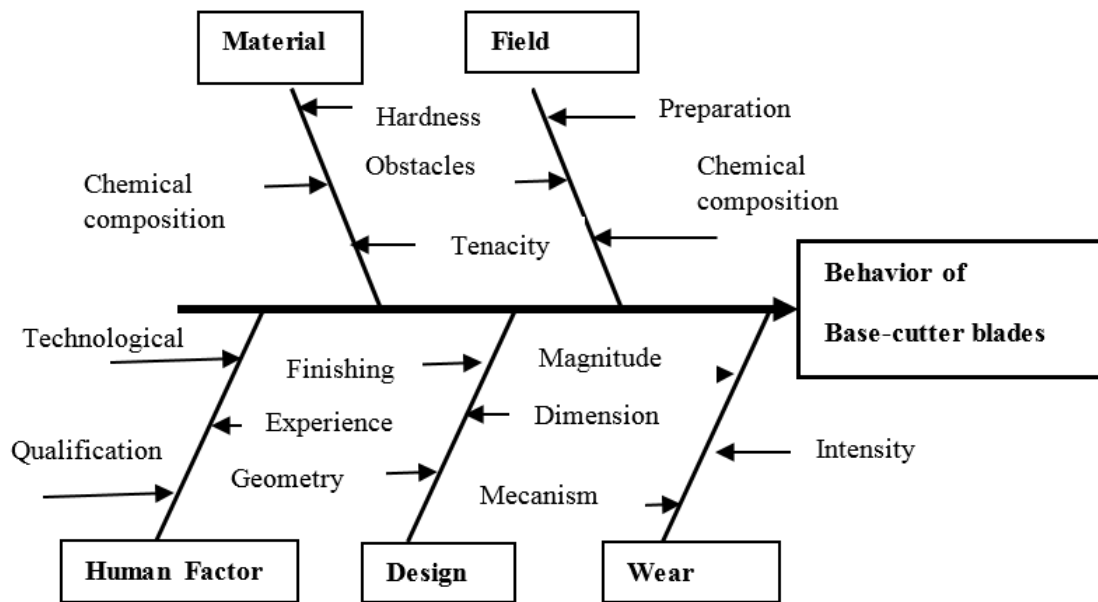 Material
Field
Hardness
Preparation
Obstacles
Chemical
composition
Chemical
composition
Tenacity
Behavior of
Base-cutter blades
Technological
Finishing
Magnitude
Experience
Dimension
Qualification
Geometry
Intensity
Mecanism
Human Factor
Design
Wear